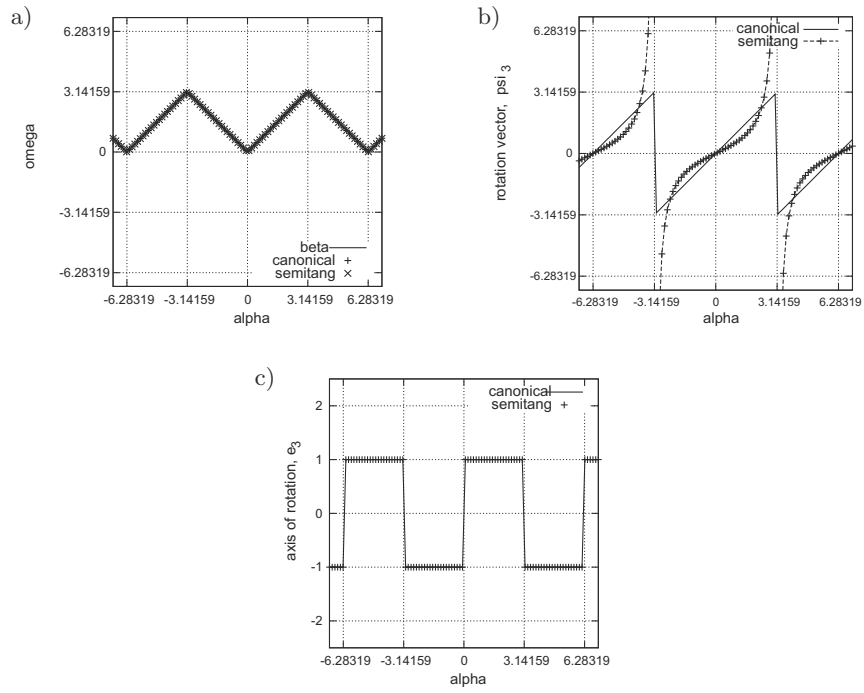 a)
6.28319
3.14159
0
-3.14159
-6.28319
omega
beta
canonical
semitang
-6.28319 -3.14159 0 3.14159 6.28319
alpha
b)
6.28319
3.14159
0
-3.14159
-6.28319
rotation vector, psi 3
canonical
semitang
-6.28319 -3.14159 0 3.14159 6.28319
alpha
c)
2
1
0
-1
-2
axis of rotation, e3
canonical
semitang
-6.28319 -3.14159 0 3.14159 6.28319
alpha